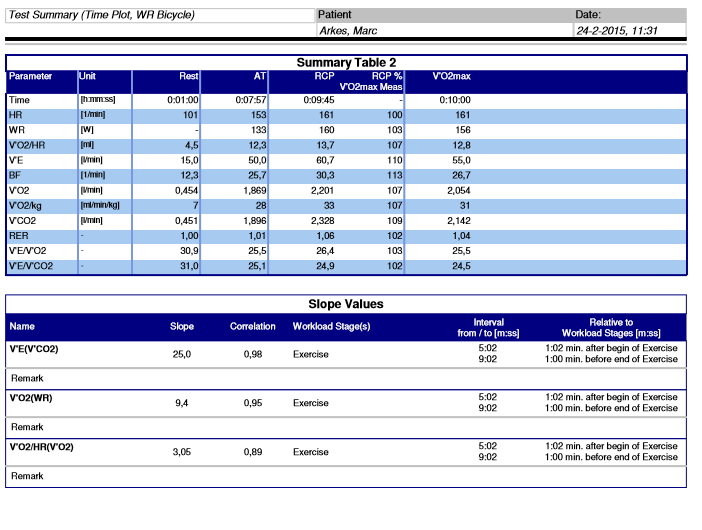 Test Summary (Time Plot, WR Bicycle) Patient Date:
Arkes, Marc 24-2-2015, 11:31
Summary Table 2
Parameter Unit Rest AT RCP RCP % V'O2max
V'O2max Meas
Time [h:mm:ss] 0:01:00 0:07:57 0:09:45 - 0:10:00
HR [1/min] 101 153 161 100 161
WR [W] - 133 160 103 156
V'O2/HR [ml] 4,5 12,3 13,7 107 12,8
V'E [l/min] 15,0 50,0 60,7 110 55,0
BF [1/min] 12,3 25,7 30,3 113 26,7
V'O2 [l/min] 0,454 1,869 2,201 107 2,054
V'O2/kg [ml/min/kg] 7 28 33 107 31
V'CO2 [l/min] 0,451 1,896 2,328 109 2,142
RER - 1,00 1,01 1,06 102 1,04
V'E/V'O2 - 30,9 25,5 26,4 103 25,5
V'E/V'CO2 - 31,0 25,1 24,9 102 24,5
Slope Values
Name Slope Correlation Workload Stage(s) Interval from / to [m:ss] Relative to Workload Stages [m:ss]
V'E(V'CO2) 25,0 0,98 Exercise 5:02 1:02 min. after begin of Exercise
9:02 1:00 min. before end of Exercise
Remark
V'O2(WR) 9,4 0,95 Exercise 5:02 1:02 min. after begin of Exercise
9:02 1:00 min. before end of Exercise
Remark
V'O2/HR(V'O2) 3,05 0,89 Exercise 5:02 1:02 min. after begin of Exercise
9:02 1:00 min. before end of Exercise
Remark